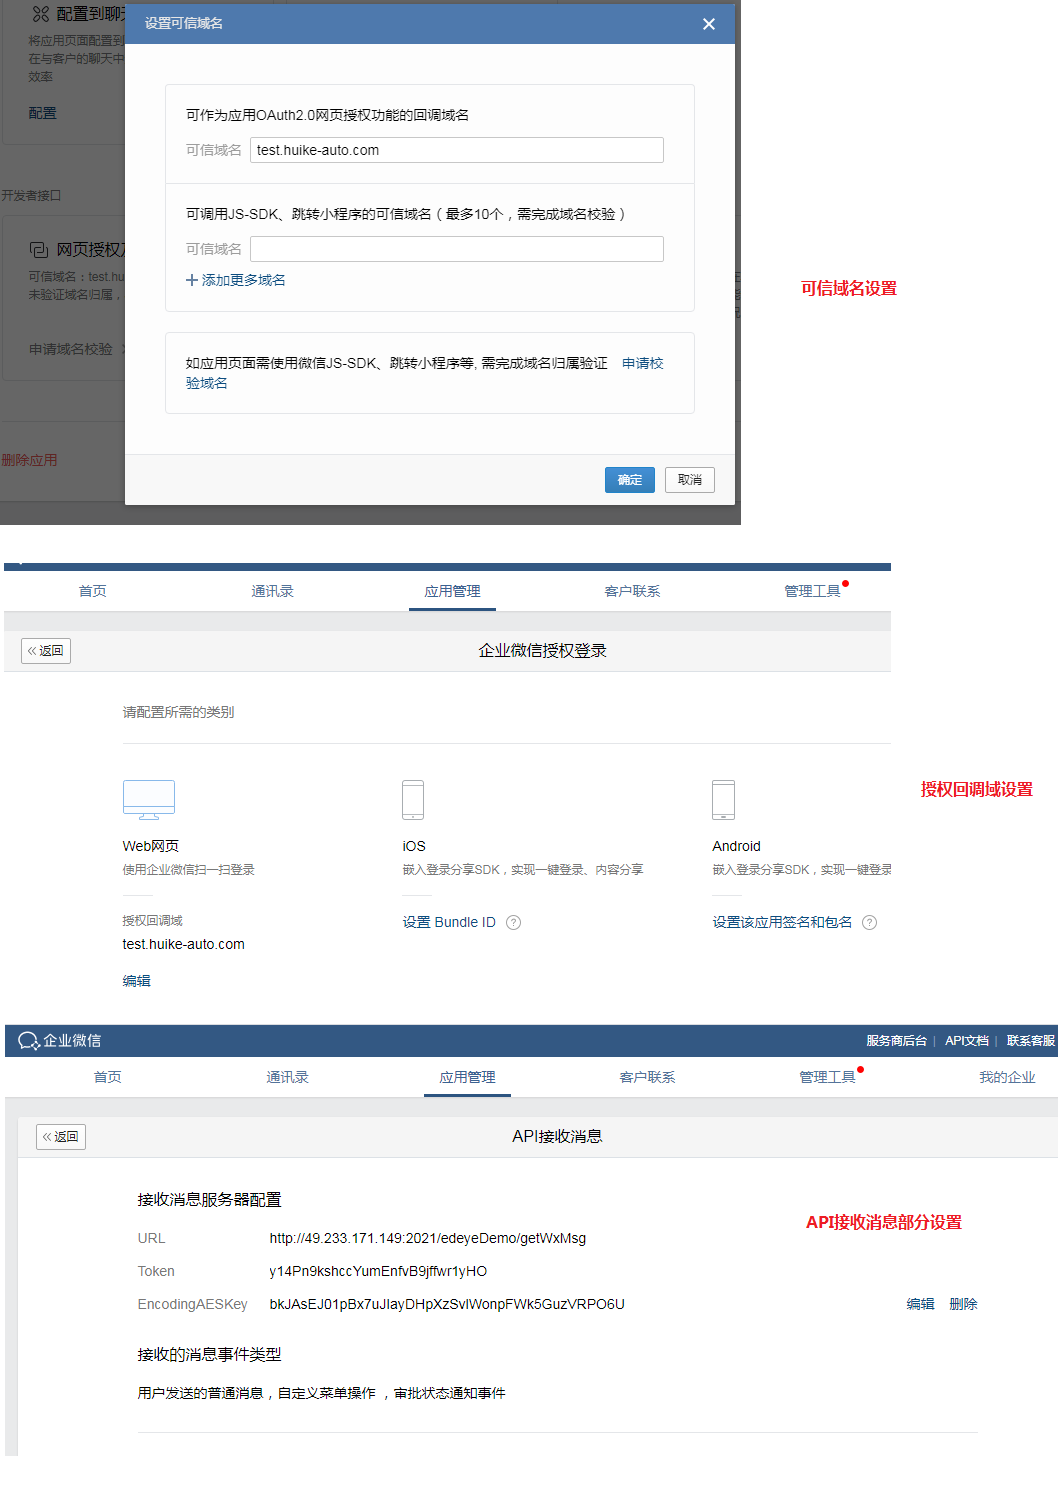 配置到聊天
设置可信域名
将应用页面配置到
在与客户的聊天中
效率
配置
可作为应用OAuth2.0网页授权功能的回调域名
可信域名 test.huike-auto.com
开发者接口
可调用JS-SDK、跳转小程序的可信域名（最多10个，需完成域名校验）
网页授权及
可信域名
可信域名：test.hu
未验证域名归属，
添加更多域名
可信域名设置
申请域名校验
如应用页面需使用微信JS-SDK、跳转小程序等, 需完成域名归属验证 申请校
验域名
删除应用
确定 取消
首页 通讯录 应用管理 客户联系 管理工具
返回 企业微信授权登录
请配置所需的类别
授权回调域设置
Web网页 iOS Android
使用企业微信扫一扫登录 嵌入登录分享SDK，实现一键登录、内容分享 嵌入登录分享SDK，实现一键登录
授权回调域
设置 Bundle ID ? 设置该应用签名和包名 ?
test.huike-auto.com
编辑
企业微信 服务商后台 | API文档 | 联系客服
首页 通讯录 应用管理 客户联系 管理工具 我的企业
返回 API接收消息
接收消息服务器配置
API接收消息部分设置
URL http://49.233.171.149:2021/edeyeDemo/getWxMsg
Token y14Pn9kshccYumEnfvB9jffwr1yHO
EncodingAESKey bkJAsEJ01pBx7uJIayDHpXzSvlWonpFWk5GuzVRPO6U 编辑 删除
接收的消息事件类型
用户发送的普通消息，自定义菜单操作 ，审批状态通知事件